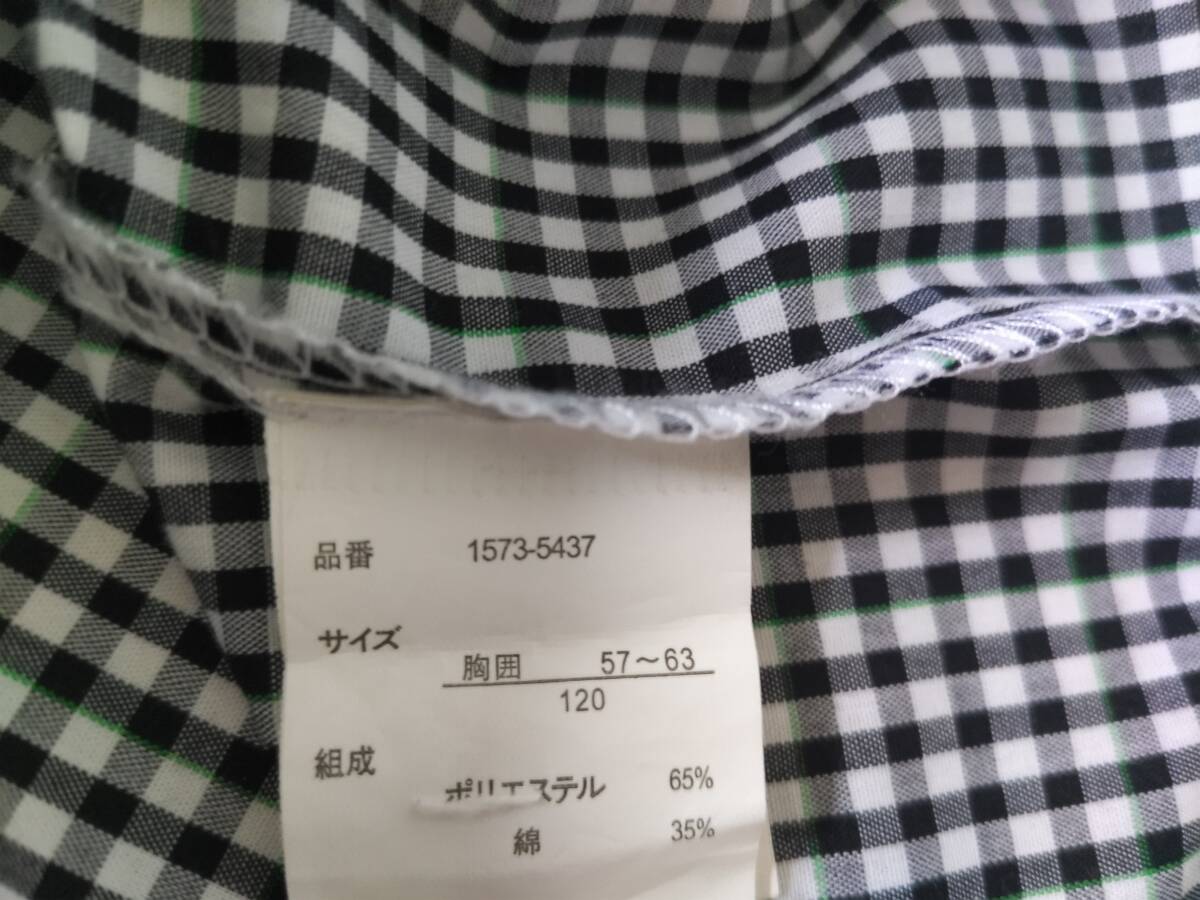 品番 1573-5437
サイズ
胸囲 57～63
120
組成
ポリエステル 65%
綿 35%